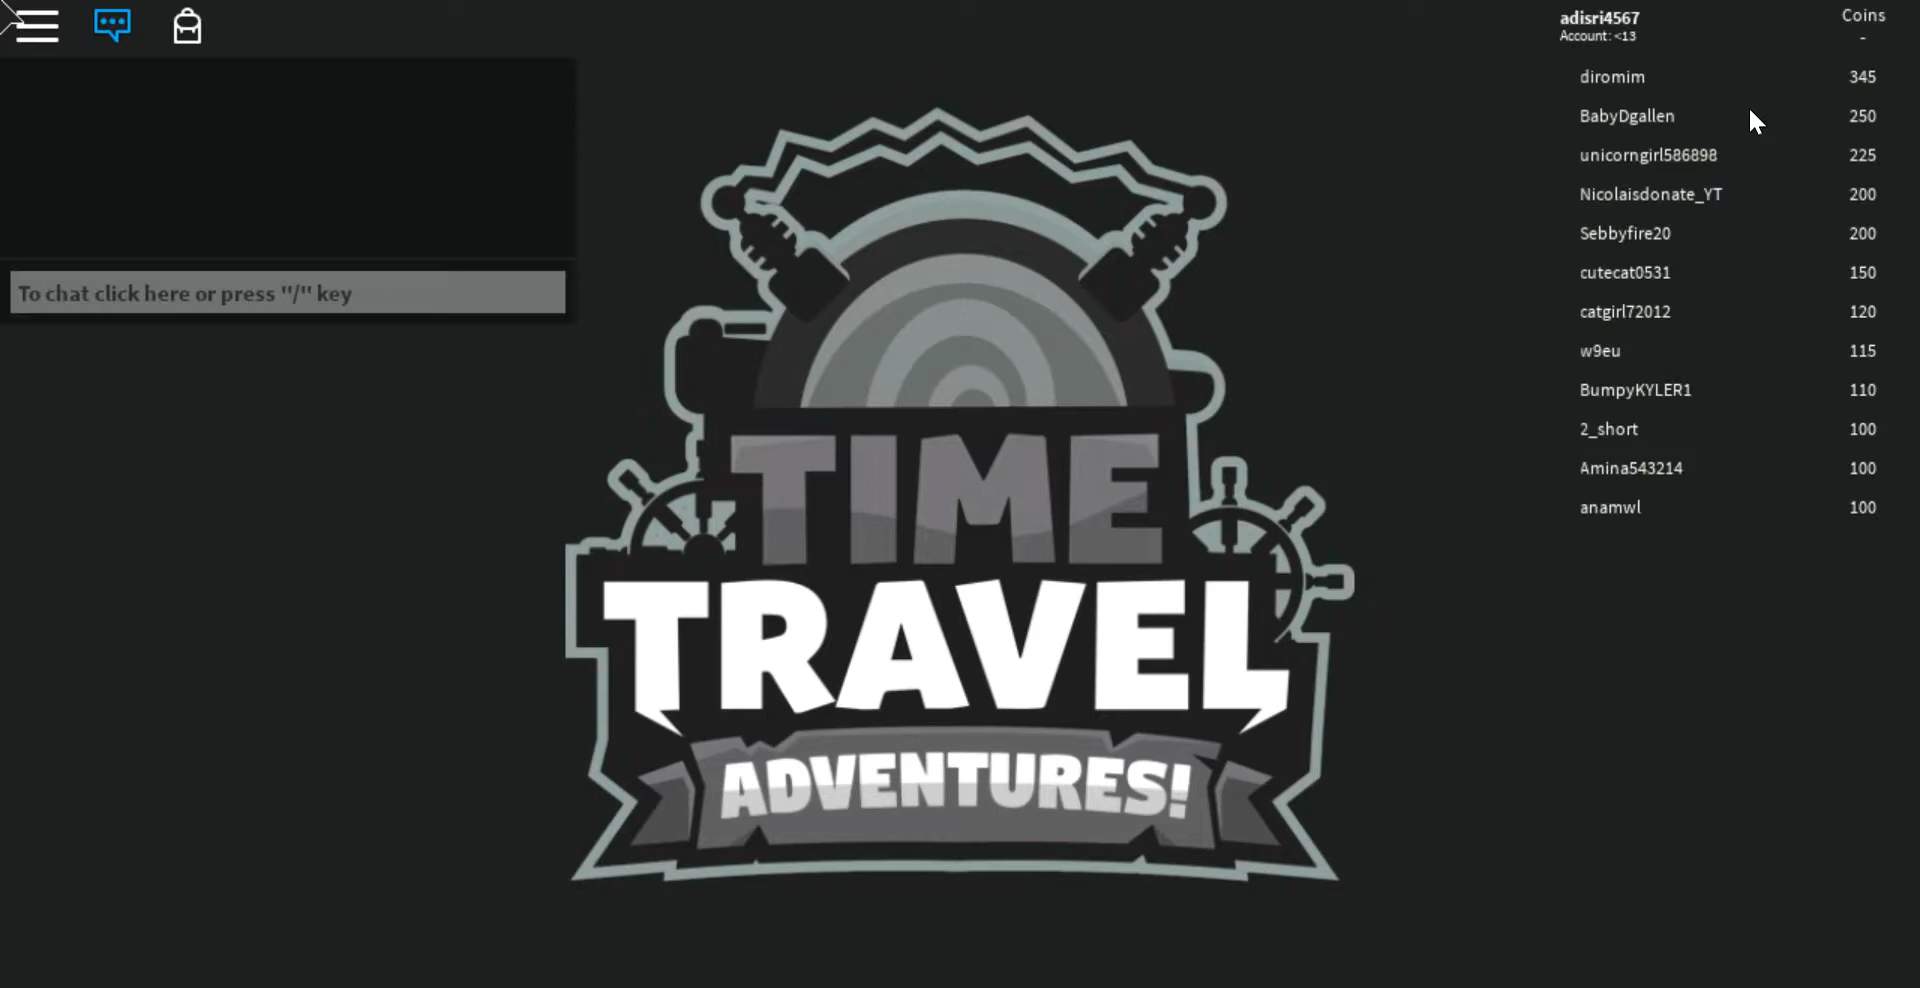 adisri4567
Account: <13
Coins
-
diromim 345
BabyDgallen 250
unicorngirl586898 225
Nicolaisdonate_YT 200
Sebbyfire20 200
cutecat0531 150
catgirl72012 120
w9eu 115
BumpyKYLER1 110
2_short 100
Amina543214 100
anamwl 100
To chat click here or press "/" key
TIME
TRAVEL
ADVENTURES!